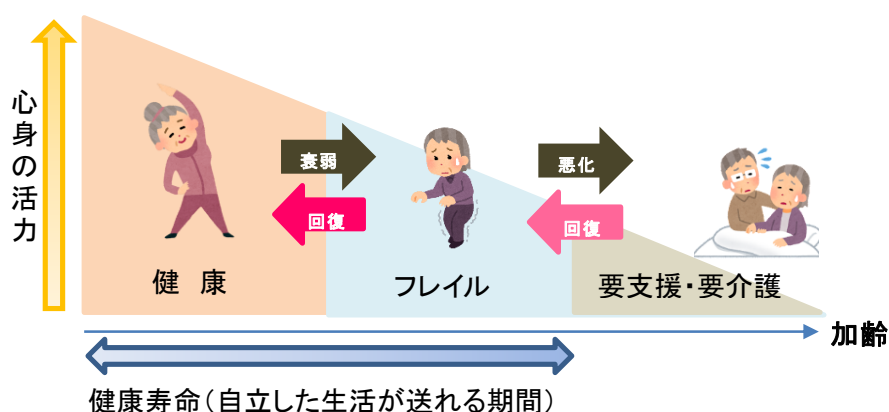 心身の活力
衰弱
悪化
回復
回復
健 康
フレイル
要支援・要介護
加齢
健康寿命（自立した生活が送れる期間）